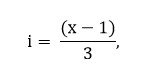 i = (x − 1)/3,